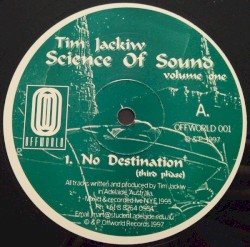 Tim Jackiw
Science Of Sound
volume one
A.
OFFWORLD
OFFWORLD 001
℗ & © 1997
1. No Destination
(third phase)
All tracks written and produced by Tim Jackiw
in Adelaide, Australia.
Mixed & recorded live N.Y.E. 1995
© & ℗ Offworld Records 1997